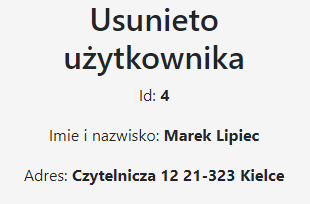 Usunieto
użytkownika
Id: 4
Imie i nazwisko: Marek Lipiec
Adres: Czytelnicza 12 21-323 Kielce